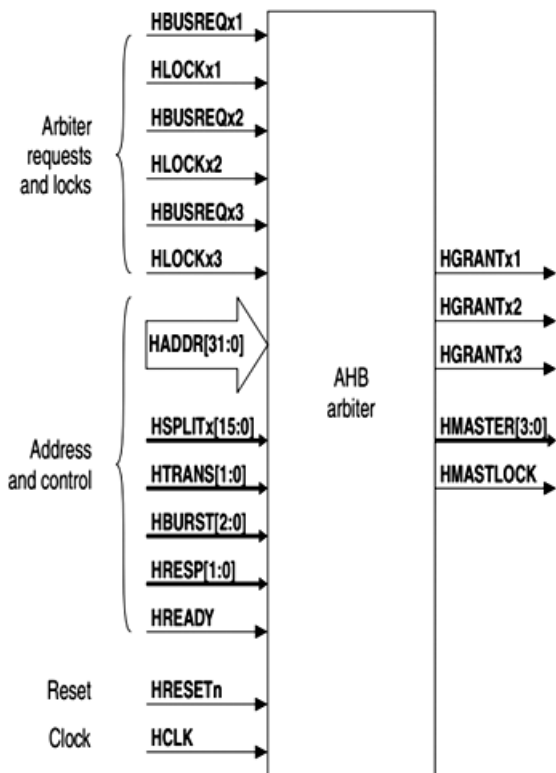 HBUSREQx1
HLOCKx1
HBUSREQx2
HLOCKx2
HBUSREQx3
HLOCKx3
Arbiter
requests
and locks
HADDR[31:0]
HSPLITx[15:0]
HTRANS[1:0]
HBURST[2:0]
HRESP[1:0]
HREADY
Address
and control
Reset
HRESETn
Clock
HCLK
AHB
arbiter
HGRANTx1
HGRANTx2
HGRANTx3
HMASTER[3:0]
HMASTLOCK